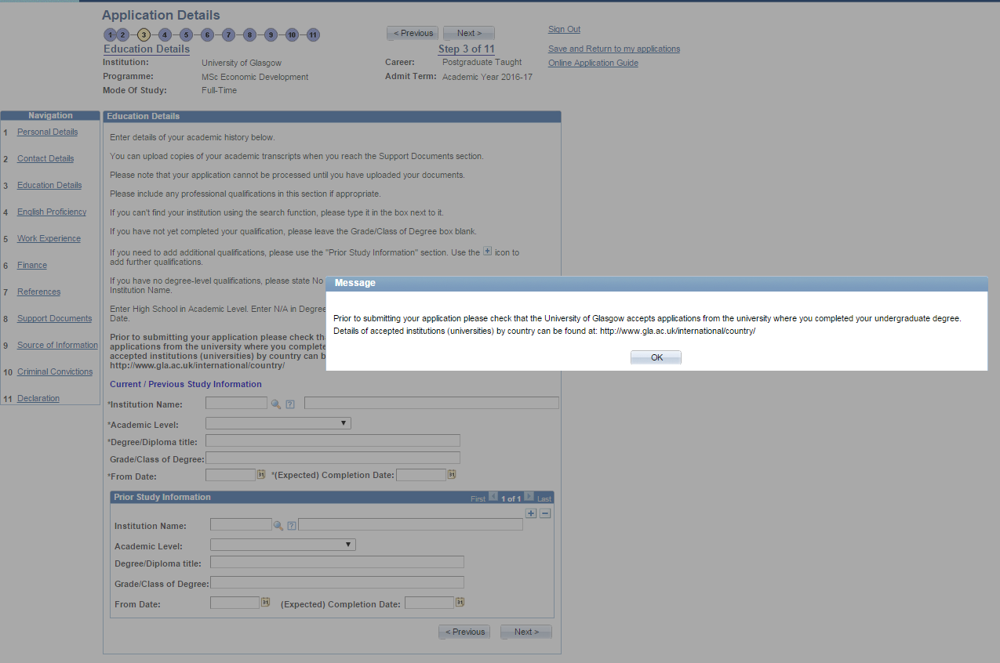 Application Details
1 2 3 4 5 6 7 8 9 10 11
< Previous Next >
Sign Out
Education Details
Step 3 of 11
Save and Return to my applications
Institution: University of Glasgow
Career: Postgraduate Taught
Online Application Guide
Programme: MSc Economic Development
Admit Term: Academic Year 2016-17
Mode Of Study: Full-Time
Navigation
1 Personal Details
2 Contact Details
3 Education Details
4 English Proficiency
5 Work Experience
6 Finance
7 References
8 Support Documents
9 Source of Information
10 Criminal Convictions
11 Declaration
Education Details
Enter details of your academic history below.
You can upload copies of your academic transcripts when you reach the Support Documents section.
Please note that your application cannot be processed until you have uploaded your documents.
Please include any professional qualifications in this section if appropriate.
If you can't find your institution using the search function, please type it in the box next to it.
If you have not yet completed your qualification, please leave the Grade/Class of Degree box blank.
If you need to add additional qualifications, please use the "Prior Study Information" section. Use the + icon to
add further qualifications.
If you have no degree-level qualifications, please state No
Institution Name.
Enter High School in Academic Level. Enter N/A in Degree
Date.
Prior to submitting your application please check th
applications from the university where you complete
accepted institutions (universities) by country can b
http://www.gla.ac.uk/international/country/
Message
Prior to submitting your application please check that the University of Glasgow accepts applications from the university where you completed your undergraduate degree.
Details of accepted institutions (universities) by country can be found at: http://www.gla.ac.uk/international/country/
OK
Current / Previous Study Information
*Institution Name: ?
*Academic Level:
*Degree/Diploma title:
Grade/Class of Degree:
*From Date: 31 *(Expected) Completion Date: 31
Prior Study Information First 1 of 1 Last
+ −
Institution Name: ?
Academic Level:
Degree/Diploma title:
Grade/Class of Degree:
From Date: 31 (Expected) Completion Date: 31
< Previous Next >